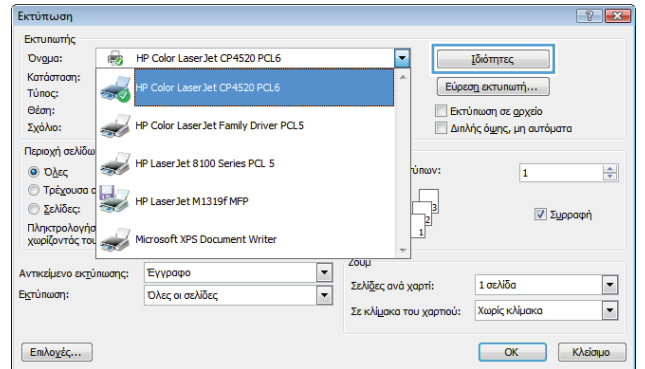 Εκτύπωση
Εκτυπωτής
Όνομα: HP Color LaserJet CP4520 PCL6 Ιδιότητες
Κατάσταση:
HP Color LaserJet CP4520 PCL6 Εύρεση εκτυπωτή...
Τύπος:
Θέση: Εκτύπωση σε αρχείο
Σχόλιο: HP Color LaserJet Family Driver PCL5 Διπλής όψης, μη αυτόματα
Περιοχή σελίδω
HP LaserJet 8100 Series PCL 5 τύπων: 1
Όλες
Τρέχουσα σ
HP LaserJet M1319f MFP 3
Σελίδες: 2 Συρραφή
1
Πληκτρολογήσ
χωρίζοντάς του Microsoft XPS Document Writer
Ζουμ
Αντικείμενο εκτύπωσης: Έγγραφο
Σελίδες ανά χαρτί: 1 σελίδα
Εκτύπωση: Όλες οι σελίδες
Σε κλίμακα του χαρτιού: Χωρίς κλίμακα
Επιλογές... OK Κλείσιμο